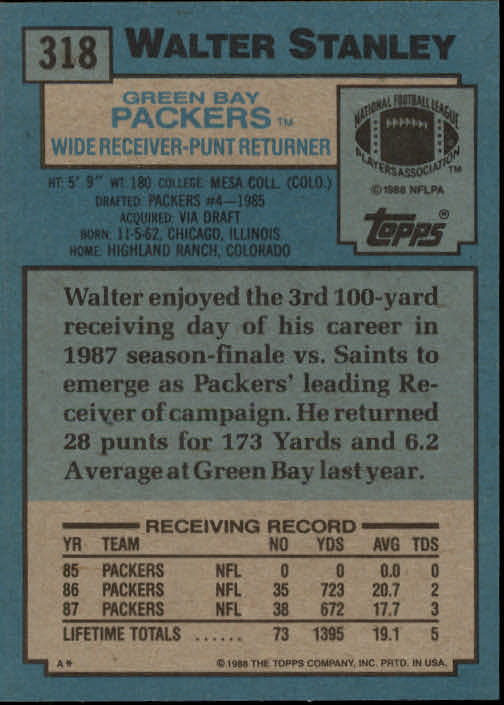 318 WALTER STANLEY
GREEN BAY
PACKERS™
WIDE RECEIVER-PUNT RETURNER
NATIONAL FOOTBALL LEAGUE
PLAYERS ASSOCIATION™
©1988 NFLPA
topps®
HT: 5' 9" WT: 180 COLLEGE: MESA COLL. (COLO.)
DRAFTED: PACKERS #4—1985
ACQUIRED: VIA DRAFT
BORN: 11-5-62, CHICAGO, ILLINOIS
HOME: HIGHLAND RANCH, COLORADO
Walter enjoyed the 3rd 100-yard
receiving day of his career in
1987 season-finale vs. Saints to
emerge as Packers' leading Re-
ceiver of campaign. He returned
28 punts for 173 Yards and 6.2
Average at Green Bay last year.
RECEIVING RECORD
YR TEAM NO YDS AVG TDS
85 PACKERS NFL 0 0 0.0 0
86 PACKERS NFL 35 723 20.7 2
87 PACKERS NFL 38 672 17.7 3
LIFETIME TOTALS ...... 73 1395 19.1 5
A* ©1988 THE TOPPS COMPANY, INC. PRTD. IN USA.